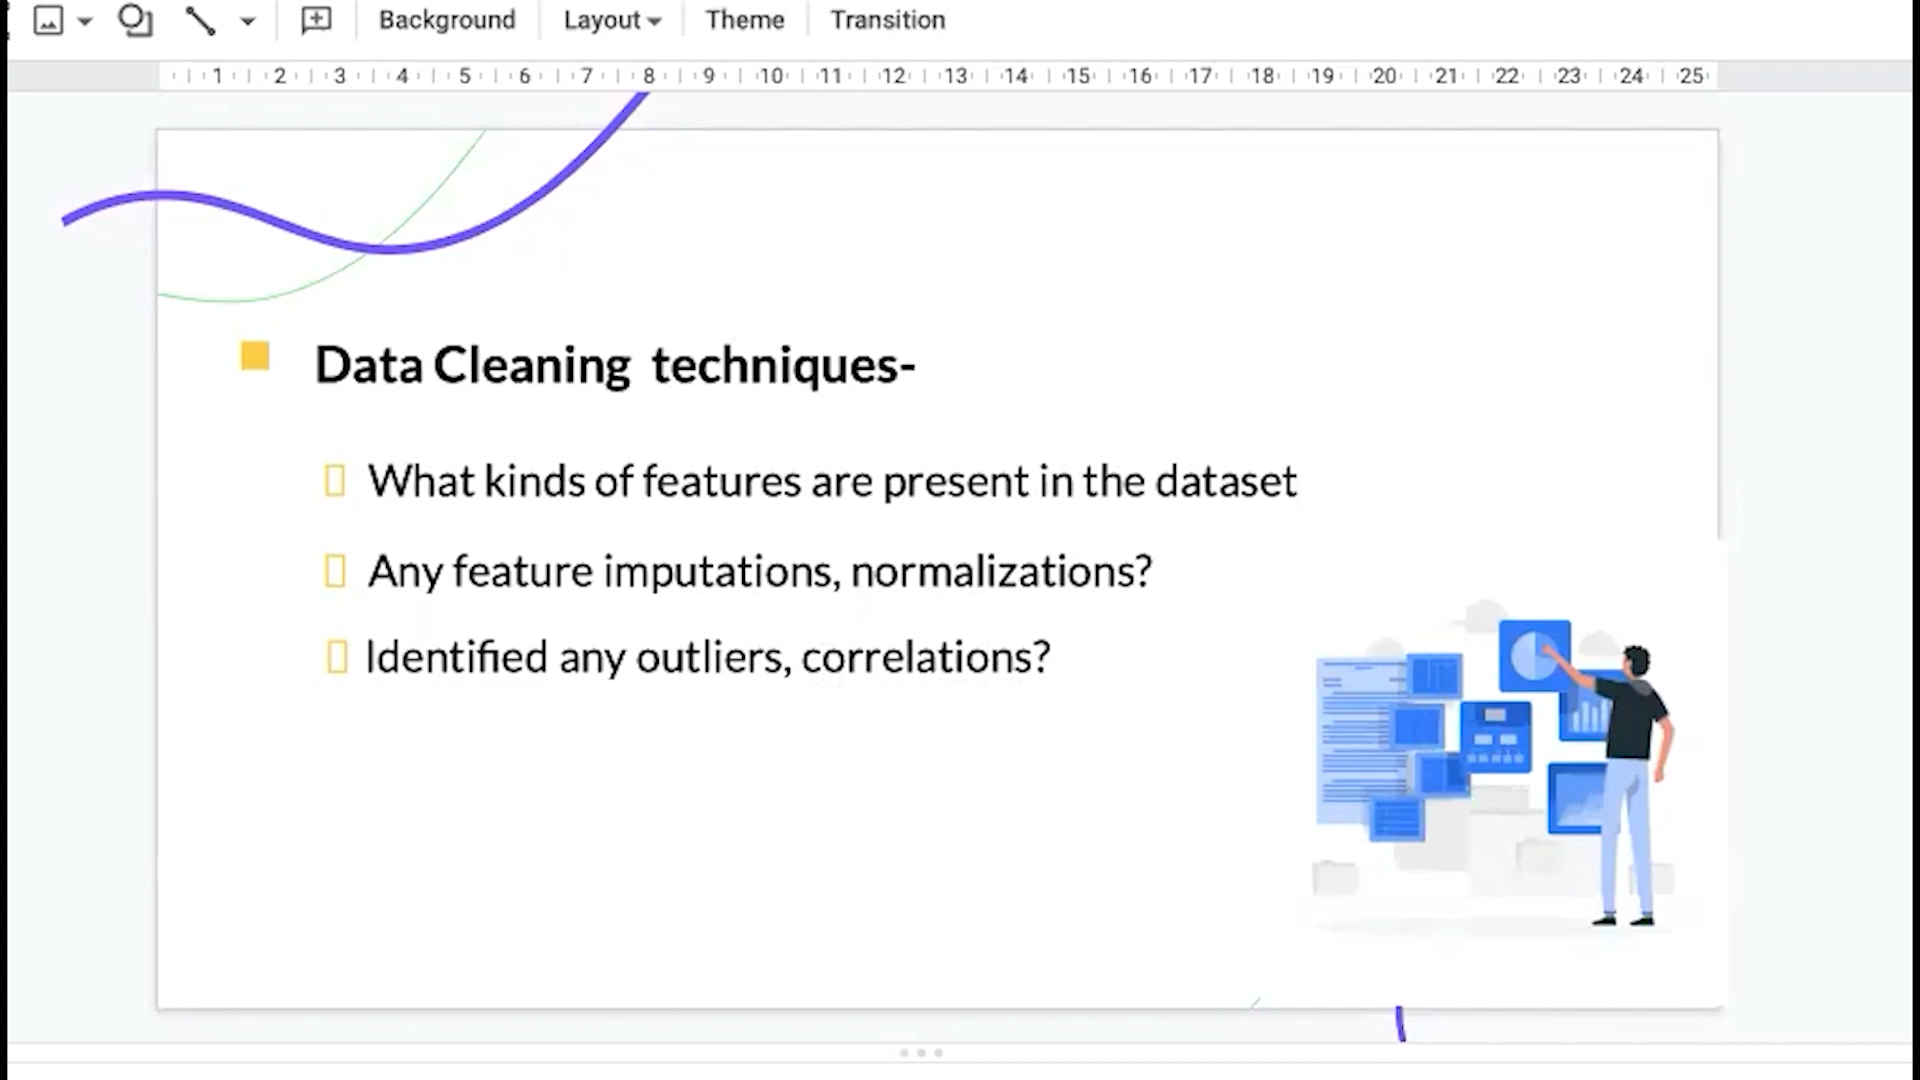 Background Layout Theme Transition
1 2 3 4 5 6 7 8 9 10 11 12 13 14 15 16 17 18 19 20 21 22 23 24 25
Data Cleaning techniques-
What kinds of features are present in the dataset
Any feature imputations, normalizations?
Identified any outliers, correlations?